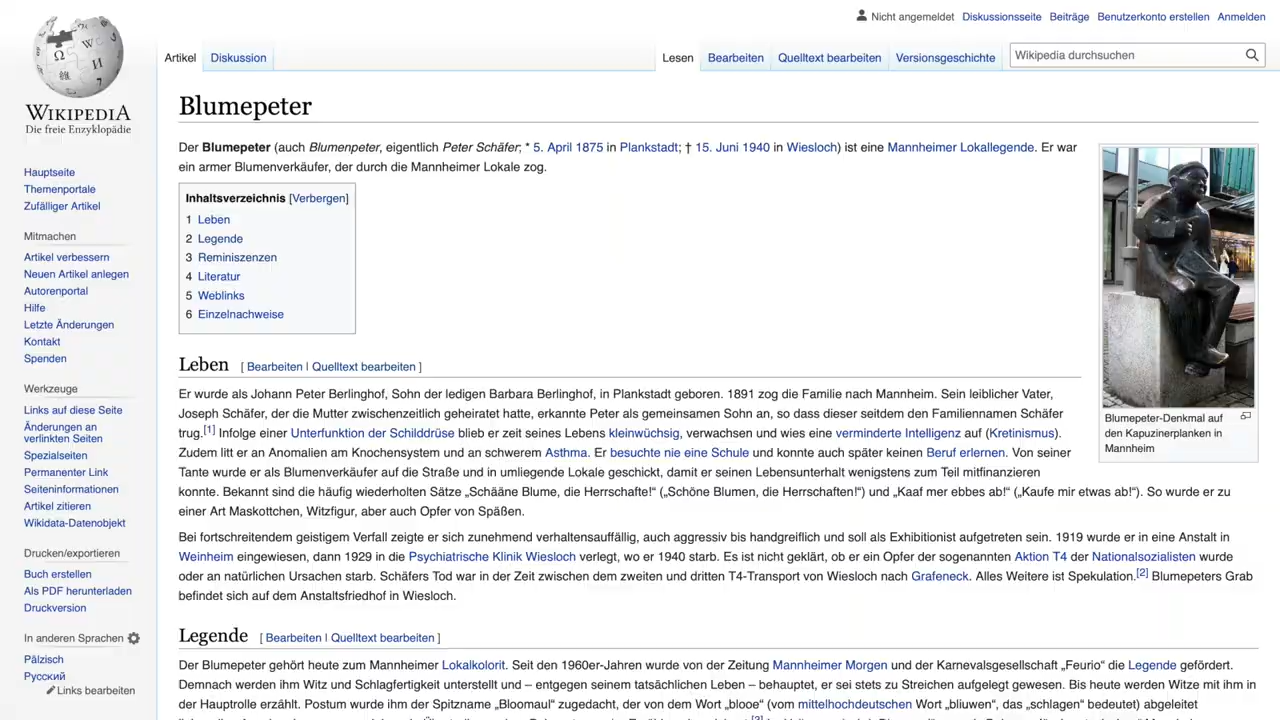 Nicht angemeldet Diskussionsseite Beiträge Benutzerkonto erstellen Anmelden
Artikel Diskussion Lesen Bearbeiten Quelltext bearbeiten Versionsgeschichte Wikipedia durchsuchen
WIKIPEDIA
Die freie Enzyklopädie
Hauptseite
Themenportale
Zufälliger Artikel
Mitmachen
Artikel verbessern
Neuen Artikel anlegen
Autorenportal
Hilfe
Letzte Änderungen
Kontakt
Spenden
Werkzeuge
Links auf diese Seite
Änderungen an
verlinkten Seiten
Spezialseiten
Permanenter Link
Seiteninformationen
Artikel zitieren
Wikidata-Datenobjekt
Drucken/exportieren
Buch erstellen
Als PDF herunterladen
Druckversion
In anderen Sprachen
Pälzisch
Русский
Links bearbeiten
Blumepeter
Der Blumepeter (auch Blumenpeter, eigentlich Peter Schäfer; * 5. April 1875 in Plankstadt; † 15. Juni 1940 in Wiesloch) ist eine Mannheimer Lokallegende. Er war
ein armer Blumenverkäufer, der durch die Mannheimer Lokale zog.
Inhaltsverzeichnis [Verbergen]
1 Leben
2 Legende
3 Reminiszenzen
4 Literatur
5 Weblinks
6 Einzelnachweise
Blumepeter-Denkmal auf
den Kapuzinerplanken in
Mannheim
Leben [ Bearbeiten | Quelltext bearbeiten ]
Er wurde als Johann Peter Berlinghof, Sohn der ledigen Barbara Berlinghof, in Plankstadt geboren. 1891 zog die Familie nach Mannheim. Sein leiblicher Vater,
Joseph Schäfer, der die Mutter zwischenzeitlich geheiratet hatte, erkannte Peter als gemeinsamen Sohn an, so dass dieser seitdem den Familiennamen Schäfer
trug.[1] Infolge einer Unterfunktion der Schilddrüse blieb er zeit seines Lebens kleinwüchsig, verwachsen und wies eine verminderte Intelligenz auf (Kretinismus).
Zudem litt er an Anomalien am Knochensystem und an schwerem Asthma. Er besuchte nie eine Schule und konnte auch später keinen Beruf erlernen. Von seiner
Tante wurde er als Blumenverkäufer auf die Straße und in umliegende Lokale geschickt, damit er seinen Lebensunterhalt wenigstens zum Teil mitfinanzieren
konnte. Bekannt sind die häufig wiederholten Sätze „Schääne Blume, die Herrschafte!“ („Schöne Blumen, die Herrschaften!“) und „Kaaf mer ebbes ab!“ („Kaufe mir etwas ab!“). So wurde er zu
einer Art Maskottchen, Witzfigur, aber auch Opfer von Späßen.
Bei fortschreitendem geistigem Verfall zeigte er sich zunehmend verhaltensauffällig, auch aggressiv bis handgreiflich und soll als Exhibitionist aufgetreten sein. 1919 wurde er in eine Anstalt in
Weinheim eingewiesen, dann 1929 in die Psychiatrische Klinik Wiesloch verlegt, wo er 1940 starb. Es ist nicht geklärt, ob er ein Opfer der sogenannten Aktion T4 der Nationalsozialisten wurde
oder an natürlichen Ursachen starb. Schäfers Tod war in der Zeit zwischen dem zweiten und dritten T4-Transport von Wiesloch nach Grafeneck. Alles Weitere ist Spekulation.[2] Blumepeters Grab
befindet sich auf dem Anstaltsfriedhof in Wiesloch.
Legende [ Bearbeiten | Quelltext bearbeiten ]
Der Blumepeter gehört heute zum Mannheimer Lokalkolorit. Seit den 1960er-Jahren wurde von der Zeitung Mannheimer Morgen und der Karnevalsgesellschaft „Feurio“ die Legende gefördert.
Demnach werden ihm Witz und Schlagfertigkeit unterstellt und – entgegen seinem tatsächlichen Leben – behauptet, er sei stets zu Streichen aufgelegt gewesen. Bis heute werden Witze mit ihm in
der Hauptrolle erzählt. Postum wurde ihm der Spitzname „Bloomaul“ zugedacht, der von dem Wort „blooe“ (vom mittelhochdeutschen Wort „bliuwen“, das „schlagen“ bedeutet) abgeleitet